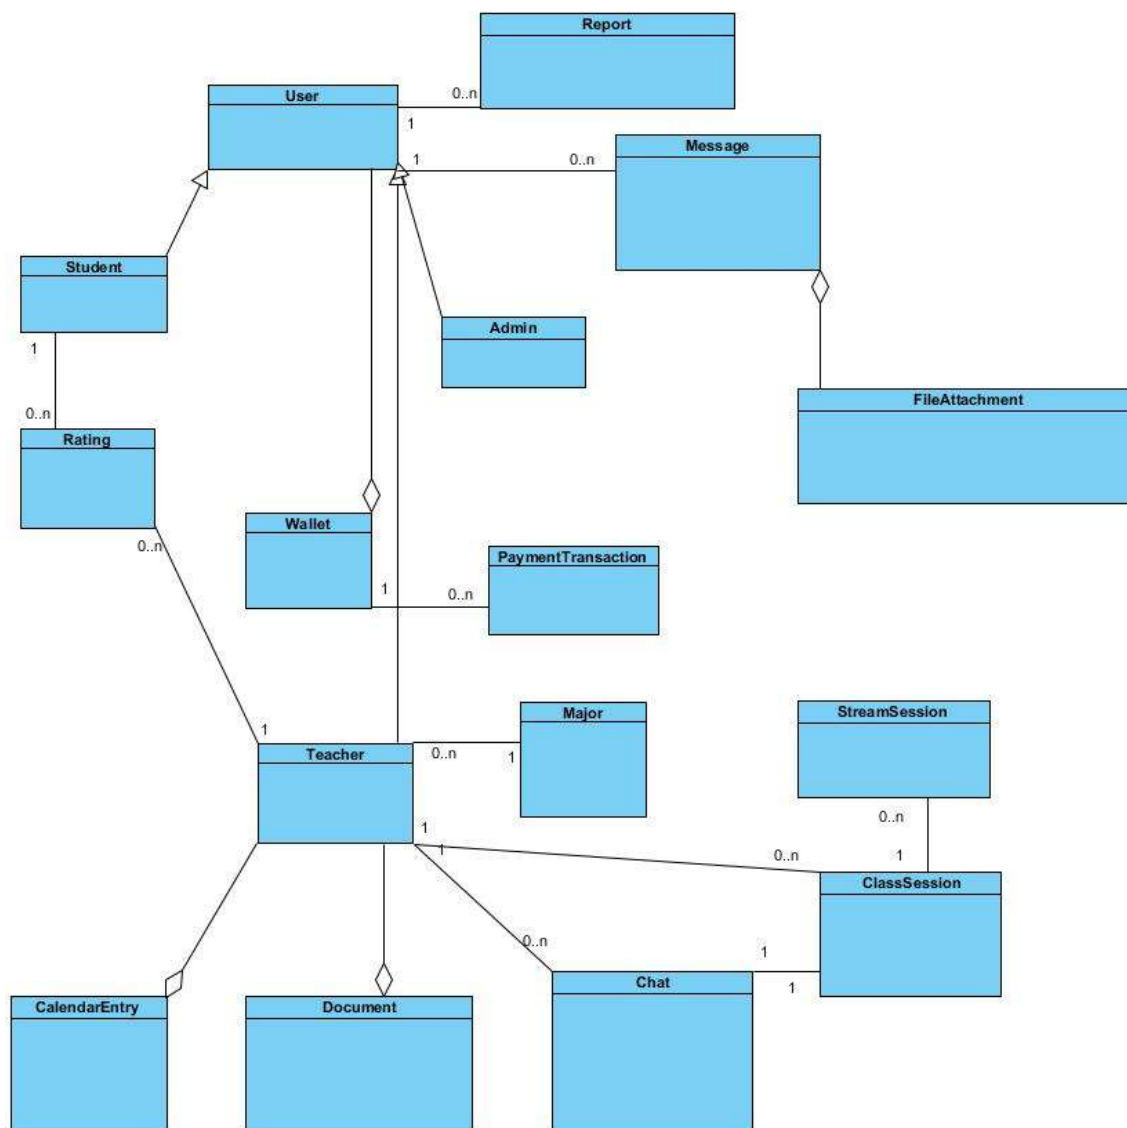 Report
0..n
User
1
Message
1
0..n
Student
Admin
1
FileAttachment
0..n
Rating
Wallet
0..n
PaymentTransaction
1
0..n
Major
StreamSession
1
Teacher
0..n
1
0..n
1
1
0..n
1
ClassSession
0..n
1
Chat
1
CalendarEntry
Document